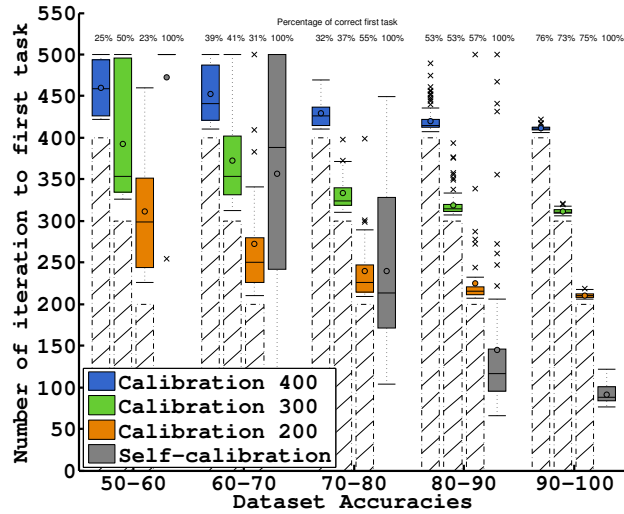 Percentage of correct first task
25% 50% 23% 100% 39% 41% 31% 100% 32% 37% 55% 100% 53% 53% 57% 100% 76% 73% 75% 100%
Number of iteration to first task
550
500
450
400
350
300
250
200
150
100
50
0
Calibration 400
Calibration 300
Calibration 200
Self-calibration
50-60 60-70 70-80 80-90 90-100
Dataset Accuracies